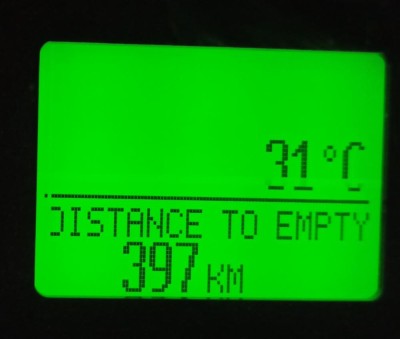 31°C
DISTANCE TO EMPTY
397 KM